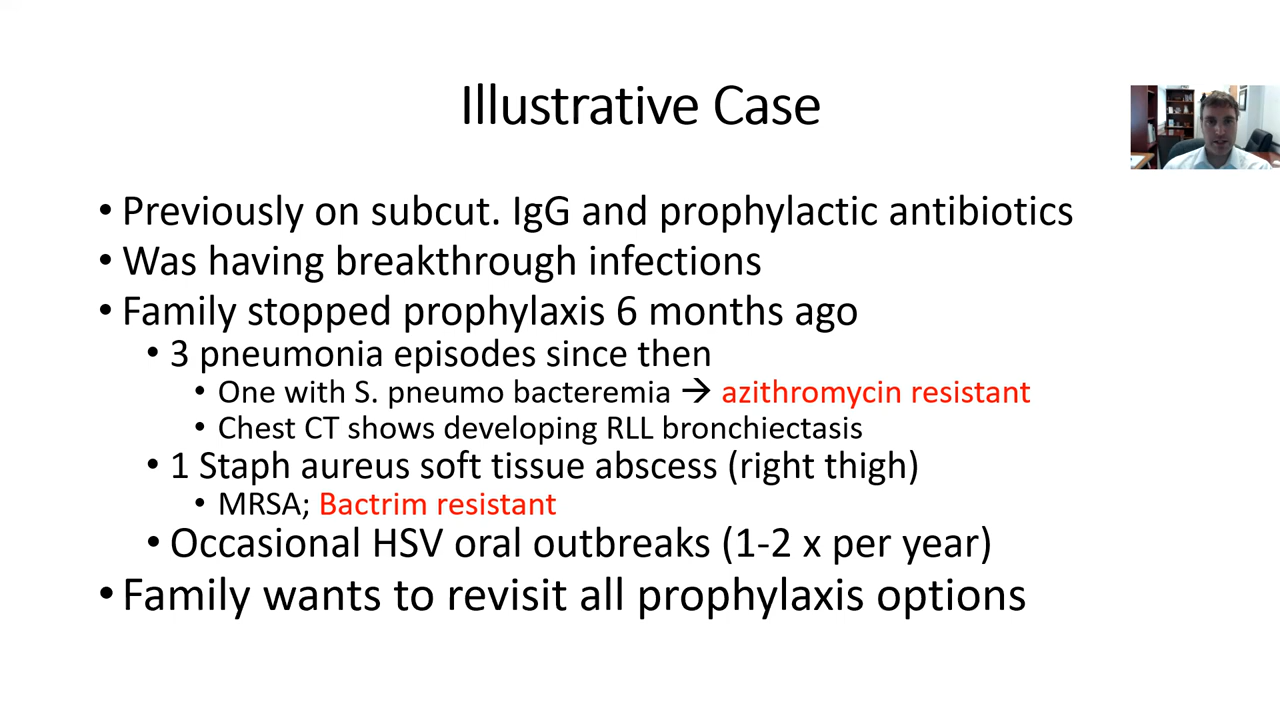 Illustrative Case
• Previously on subcut. IgG and prophylactic antibiotics
• Was having breakthrough infections
• Family stopped prophylaxis 6 months ago
• 3 pneumonia episodes since then
• One with S. pneumo bacteremia → azithromycin resistant
• Chest CT shows developing RLL bronchiectasis
• 1 Staph aureus soft tissue abscess (right thigh)
• MRSA; Bactrim resistant
• Occasional HSV oral outbreaks (1-2 x per year)
• Family wants to revisit all prophylaxis options